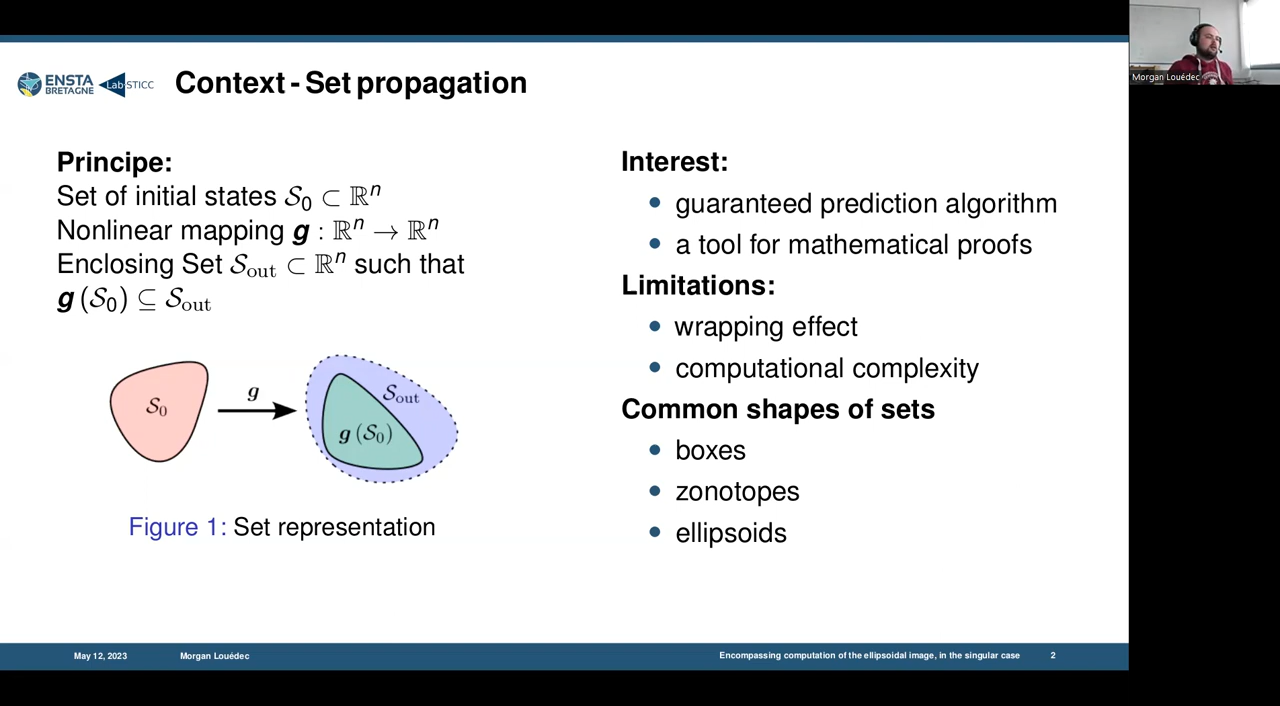 ENSTA
BRETAGNE
Lab-STICC
Context - Set propagation
Principe:
Set of initial states 𝒮₀ ⊂ ℝⁿ
Nonlinear mapping g : ℝⁿ → ℝⁿ
Enclosing Set 𝒮out ⊂ ℝⁿ such that
g (𝒮₀) ⊆ 𝒮out
𝒮₀
g
𝒮out
g (𝒮₀)
Figure 1: Set representation
Interest:
• guaranteed prediction algorithm
• a tool for mathematical proofs
Limitations:
• wrapping effect
• computational complexity
Common shapes of sets
• boxes
• zonotopes
• ellipsoids
May 12, 2023
Morgan Louédec
Encompassing computation of the ellipsoidal image, in the singular case
2
Morgan Louédec